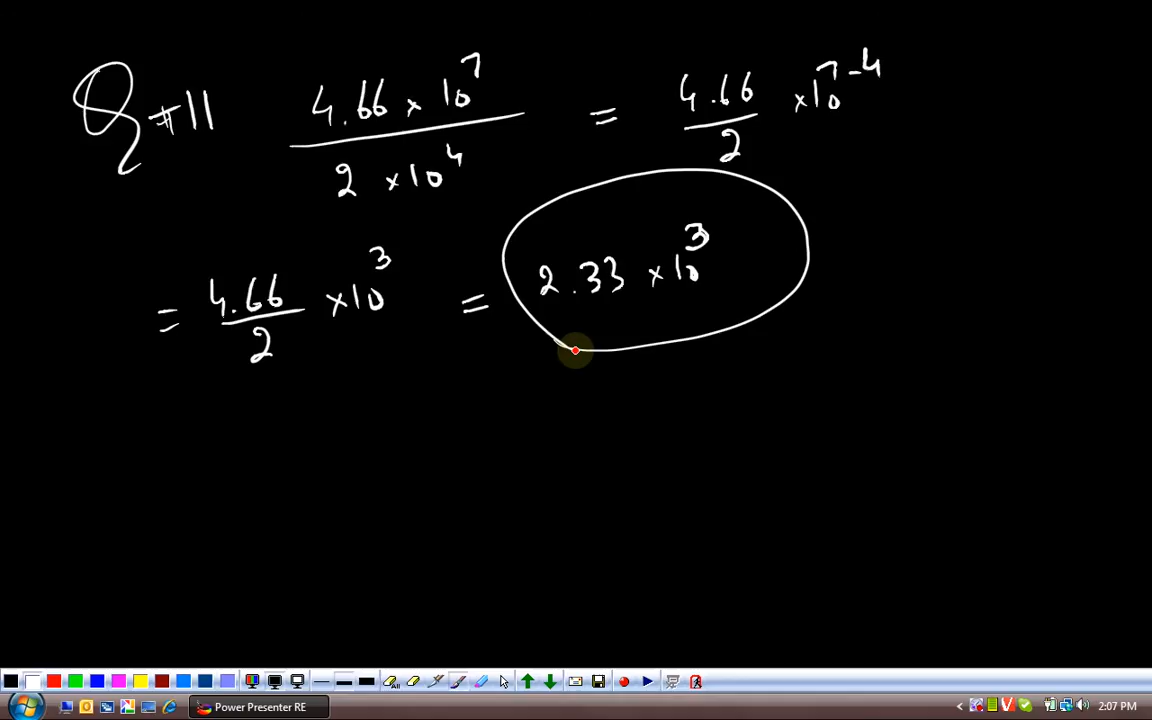 Q #11 4.66 × 10^7 / 2 × 10^4 = 4.66 / 2 × 10^7-4
= 4.66 / 2 × 10^3 = 2.33 × 10^3
All
Power Presenter RE
2:07 PM